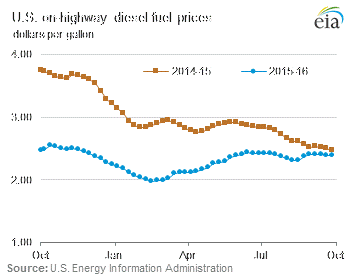 U.S. on-highway diesel fuel prices
dollars per gallon
eia
4.00
2014-15
2015-16
3.00
2.00
1.00
Oct
Jan
Apr
Jul
Oct
Source: U.S. Energy Information Administration